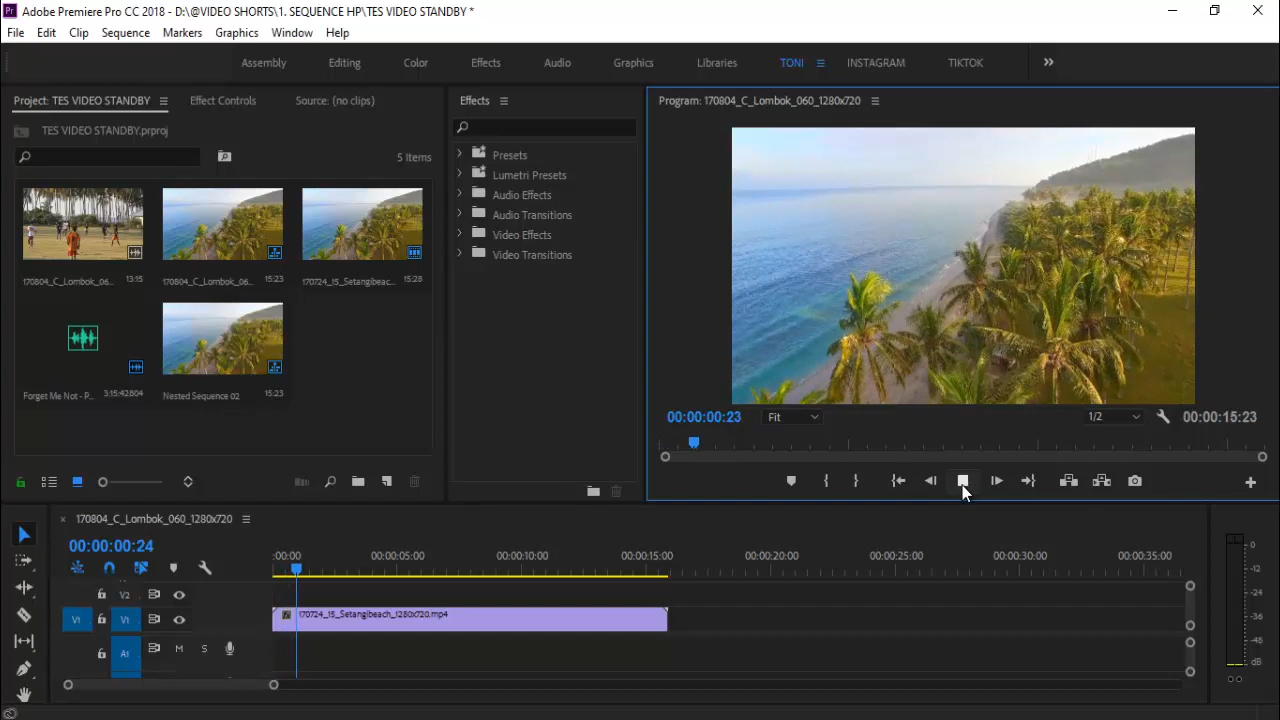 Pr Adobe Premiere Pro CC 2018 - D:\@VIDEO SHORTS\1. SEQUENCE HP\TES VIDEO STANDBY *
File Edit Clip Sequence Markers Graphics Window Help
Assembly Editing Color Effects Audio Graphics Libraries TONI INSTAGRAM TIKTOK
Project: TES VIDEO STANDBY Effect Controls Source: (no clips)
TES VIDEO STANDBY.prproj
5 Items
170804_C_Lombok_06... 13:15 170804_C_Lombok_06... 15:23 170724_15_Setangibeac... 15:28
Forget Me Not - P... 3:15:42804 Nested Sequence 02 15:23
Effects
Presets
Lumetri Presets
Audio Effects
Audio Transitions
Video Effects
Video Transitions
Program: 170804_C_Lombok_060_1280x720
00:00:00:23 Fit 1/2 00:00:15:23
× 170804_C_Lombok_060_1280x720
00:00:00:24
:00:00 00:00:05:00 00:00:10:00 00:00:15:00 00:00:20:00 00:00:25:00 00:00:30:00 00:00:35:00
V2
V1 V1 170724_15_Setangibeach_1280x720.mp4
A1 M S
0
-12
-24
-36
-45
dB